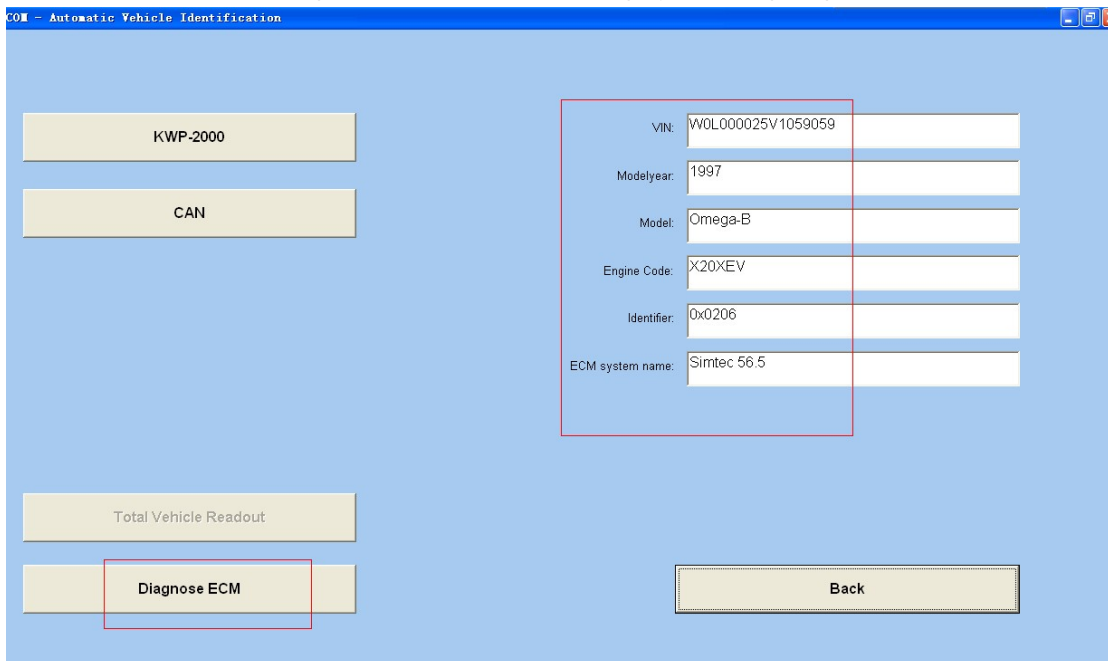 COM - Automatic Vehicle Identification
KWP-2000
CAN
VIN: W0L000025V1059059
Modelyear: 1997
Model: Omega-B
Engine Code: X20XEV
Identifier: 0x0206
ECM system name: Simtec 56.5
Total Vehicle Readout
Diagnose ECM
Back